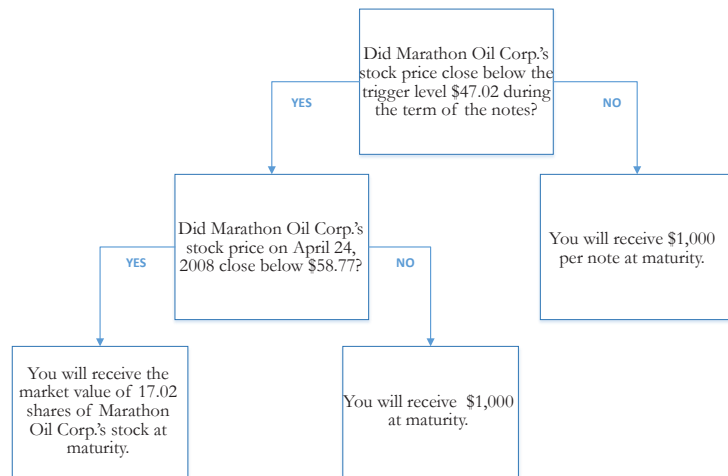 Did Marathon Oil Corp.'s
stock price close below the
trigger level $47.02 during
the term of the notes?
YES
NO
Did Marathon Oil Corp.'s
stock price on April 24,
2008 close below $58.77?
You will receive $1,000
per note at maturity.
YES
NO
You will receive the
market value of 17.02
shares of Marathon
Oil Corp.'s stock at
maturity.
You will receive $1,000
at maturity.